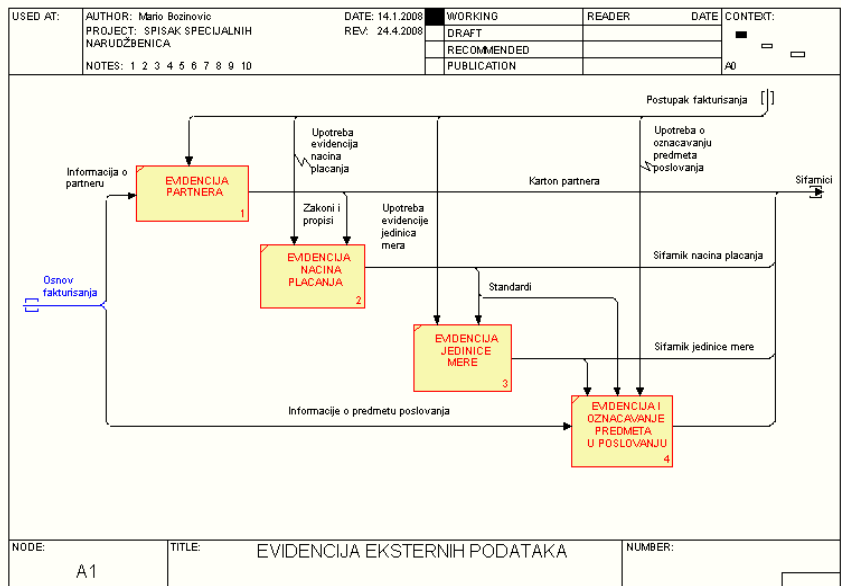 USED AT:
AUTHOR: Mario Bozinovic
DATE: 14.1.2008
PROJECT: SPISAK SPECIJALNIH
NARUDŽBENICA
REV: 24.4.2008
NOTES: 1 2 3 4 5 6 7 8 9 10
WORKING
DRAFT
RECOMMENDED
PUBLICATION
READER
DATE
CONTEXT:
A0
Postupak fakturisanja
Upotreba
evidencija
nacina
placanja
Upotreba o
oznacavanju
predmeta
poslovanja
Informacija o
partneru
EVIDENCIJA
PARTNERA
1
Karton partnera
Sifarnici
Zakoni i
propisi
Upotreba
evidencije
jedinica
mera
EVIDENCIJA
NACINA
PLACANJA
2
Sifarnik nacina placanja
Osnov
fakturisanja
Standardi
EVIDENCIJA
JEDINICE
MERE
3
Sifarnik jedinice mere
Informacije o predmetu poslovanja
EVIDENCIJA I
OZNACAVANJE
PREDMETA
U POSLOVANJU
4
NODE:
A1
TITLE:
EVIDENCIJA EKSTERNIH PODATAKA
NUMBER: